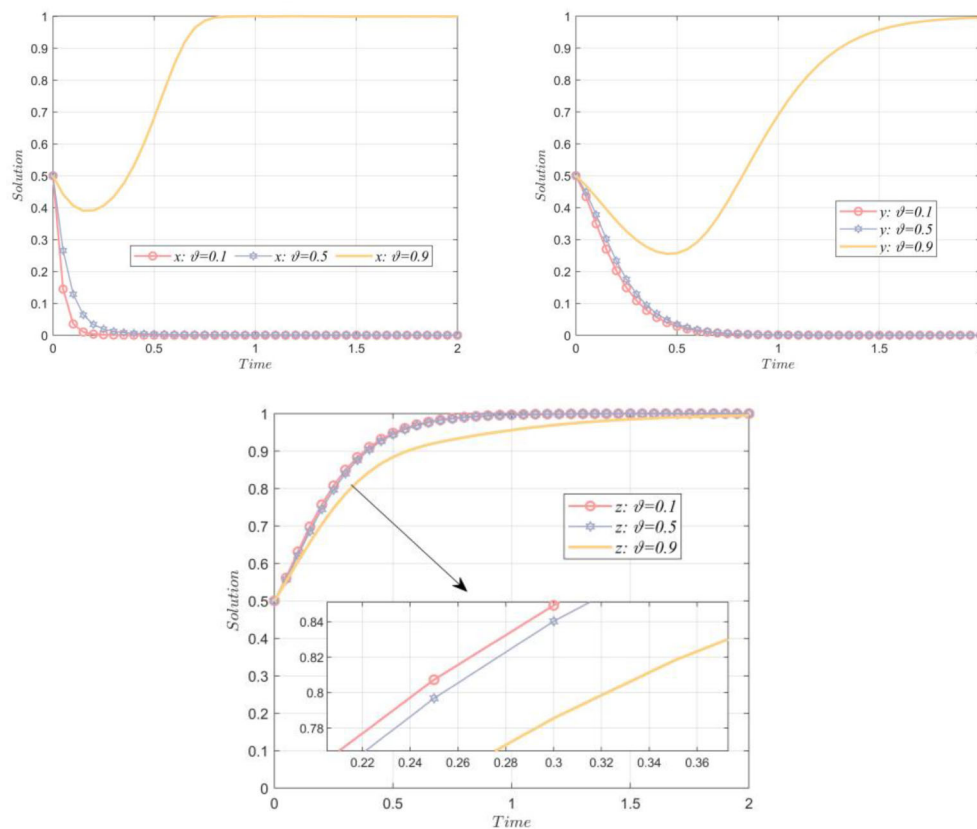 1
0.9
0.8
0.7
0.6
0.5
0.4
0.3
0.2
0.1
0
Solution
x: ϑ=0.1 x: ϑ=0.5 x: ϑ=0.9
0 0.5 1 1.5 2
Time
1
0.9
0.8
0.7
0.6
0.5
0.4
0.3
0.2
0.1
0
Solution
y: ϑ=0.1
y: ϑ=0.5
y: ϑ=0.9
0 0.5 1 1.5
Time
1
0.9
0.8
0.7
0.6
0.5
0.4
0.3
0.2
0.1
0
Solution
z: ϑ=0.1
z: ϑ=0.5
z: ϑ=0.9
0.84
0.82
0.8
0.78
0.22 0.24 0.26 0.28 0.3 0.32 0.34 0.36
0 0.5 1 1.5 2
Time